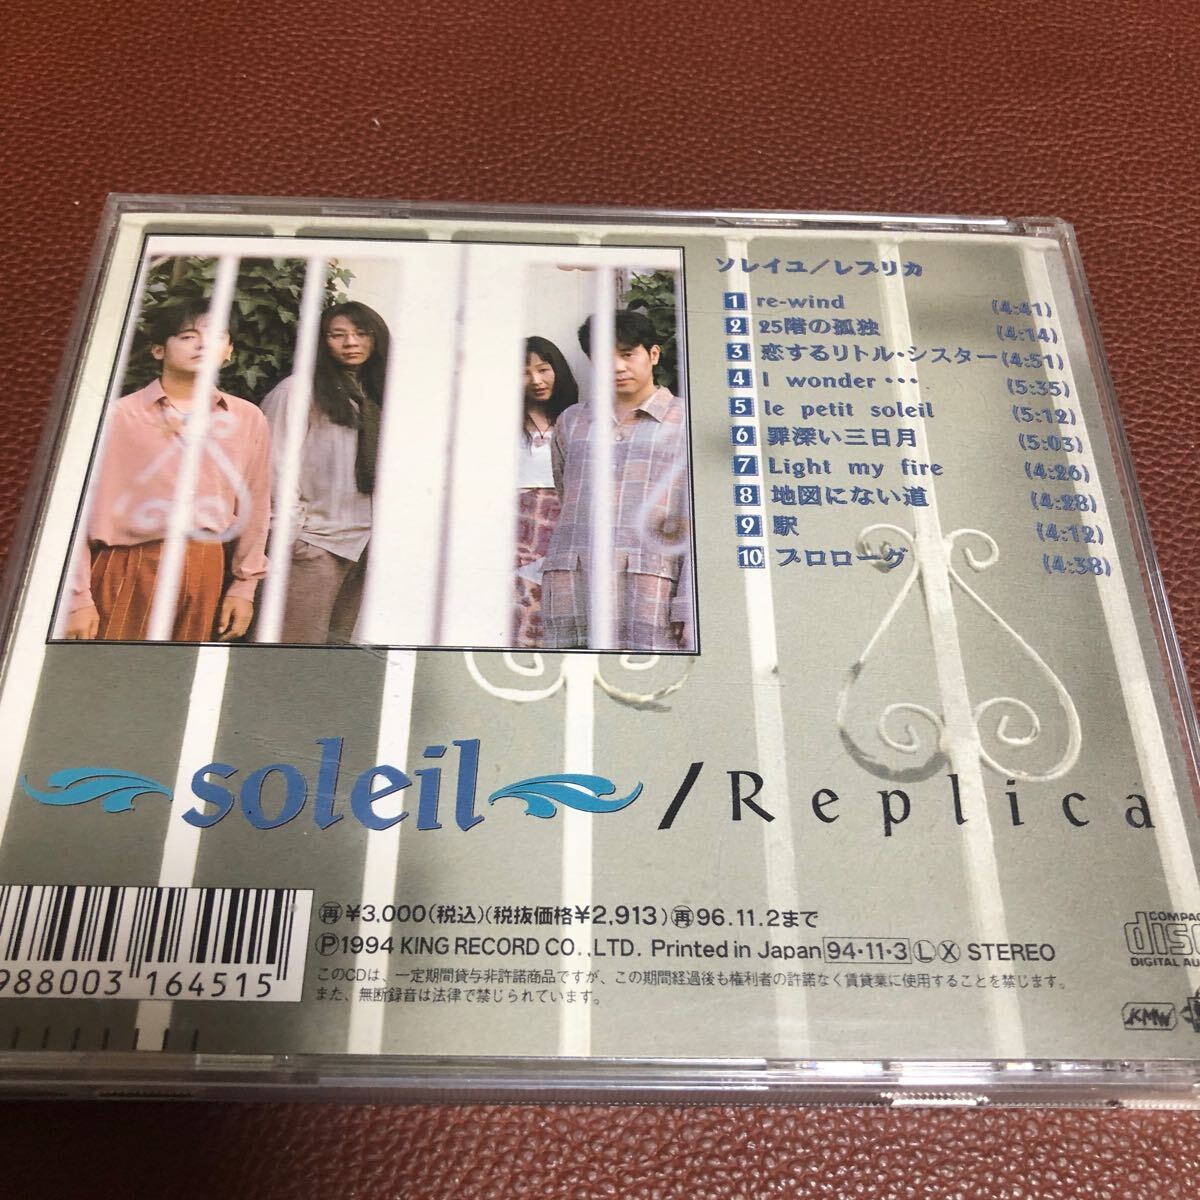 ソレイユ/レプリカ
1 re-wind (4:41)
2 25階の孤独 (4:14)
3 恋するリトル・シスター (4:51)
4 I wonder・・・ (5:35)
5 le petit soleil (5:12)
6 罪深い三日月 (5:03)
7 Light my fire (4:26)
8 地図にない道 (4:28)
9 駅 (4:12)
10 プロローグ (4:38)
soleil / Replica
再¥3,000(税込)(税抜価格¥2,913)再96.11.2まで
Ⓟ1994 KING RECORD CO.,LTD. Printed in Japan 94・11・3 Ⓛ Ⓧ STEREO
このCDは、一定期間貸与非許諾商品ですが、この期間経過後も権利者の許諾なく賃貸業に使用することを禁じます。
また、無断録音は法律で禁じられています。
988003 164515
COMPAC
disc
DIGITAL AU
KMW